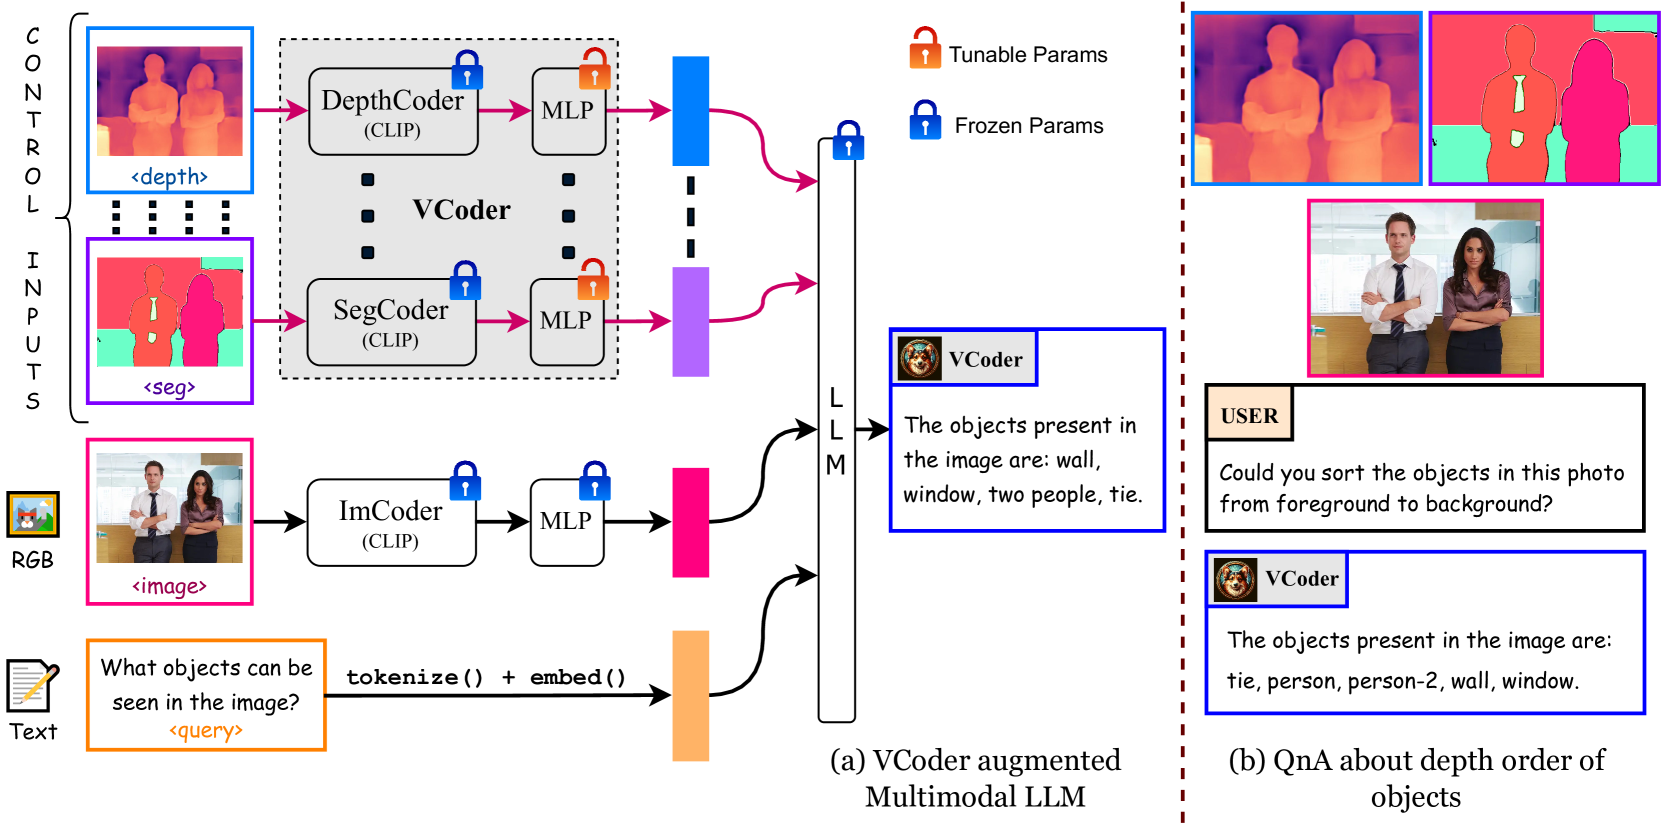 CONTROL INPUTS
<depth>
<seg>
DepthCoder
(CLIP)
MLP
VCoder
SegCoder
(CLIP)
MLP
Tunable Params
Frozen Params
RGB
<image>
ImCoder
(CLIP)
MLP
Text
What objects can be
seen in the image?
<query>
tokenize() + embed()
LLM
VCoder
The objects present in
the image are: wall,
window, two people, tie.
(a) VCoder augmented
Multimodal LLM
USER
Could you sort the objects in this photo
from foreground to background?
VCoder
The objects present in the image are:
tie, person, person-2, wall, window.
(b) QnA about depth order of
objects